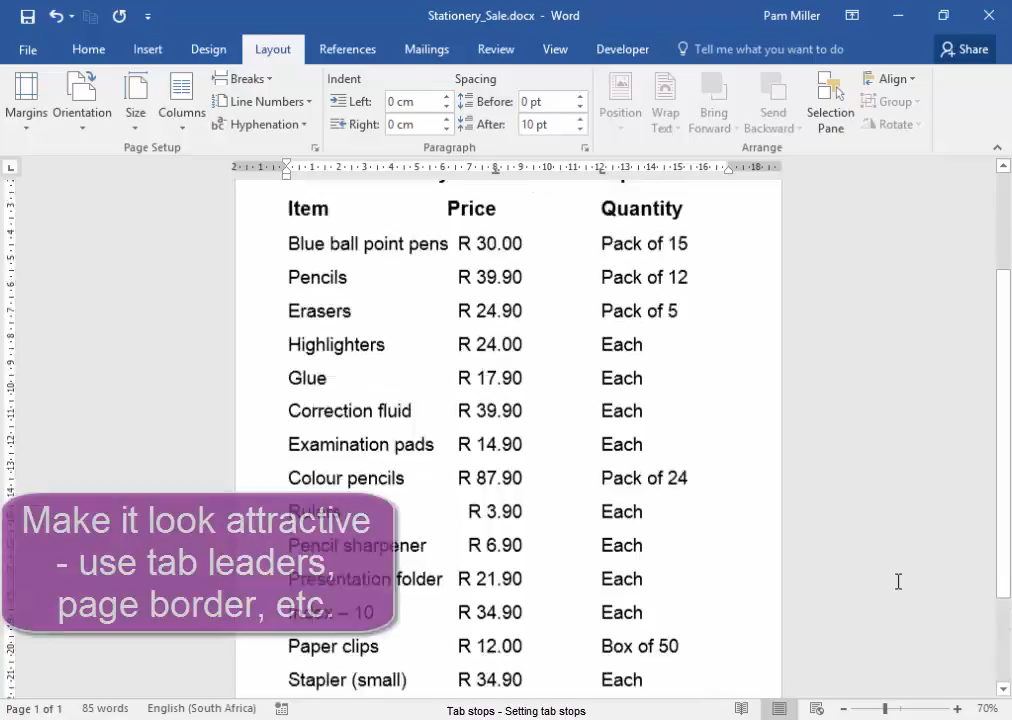 Stationery_Sale.docx - Word
Pam Miller
File Home Insert Design Layout References Mailings Review View Developer Tell me what you want to do Share
Margins Orientation Size Columns
Breaks
Line Numbers
Hyphenation
Page Setup
Indent
Left: 0 cm
Right: 0 cm
Spacing
Before: 0 pt
After: 10 pt
Paragraph
Position
Wrap Text
Bring Forward
Send Backward
Selection Pane
Align
Group
Rotate
Arrange
Item Price Quantity
Blue ball point pens R 30.00 Pack of 15
Pencils R 39.90 Pack of 12
Erasers R 24.90 Pack of 5
Highlighters R 24.00 Each
Glue R 17.90 Each
Correction fluid R 39.90 Each
Examination pads R 14.90 Each
Colour pencils R 87.90 Pack of 24
R 3.90 Each
Pencil sharpener R 6.90 Each
Presentation folder R 21.90 Each
– 10 R 34.90 Each
Paper clips R 12.00 Box of 50
Stapler (small) R 34.90 Each
Make it look attractive
- use tab leaders,
page border, etc.
Page 1 of 1 85 words English (South Africa) Tab stops - Setting tab stops 70%